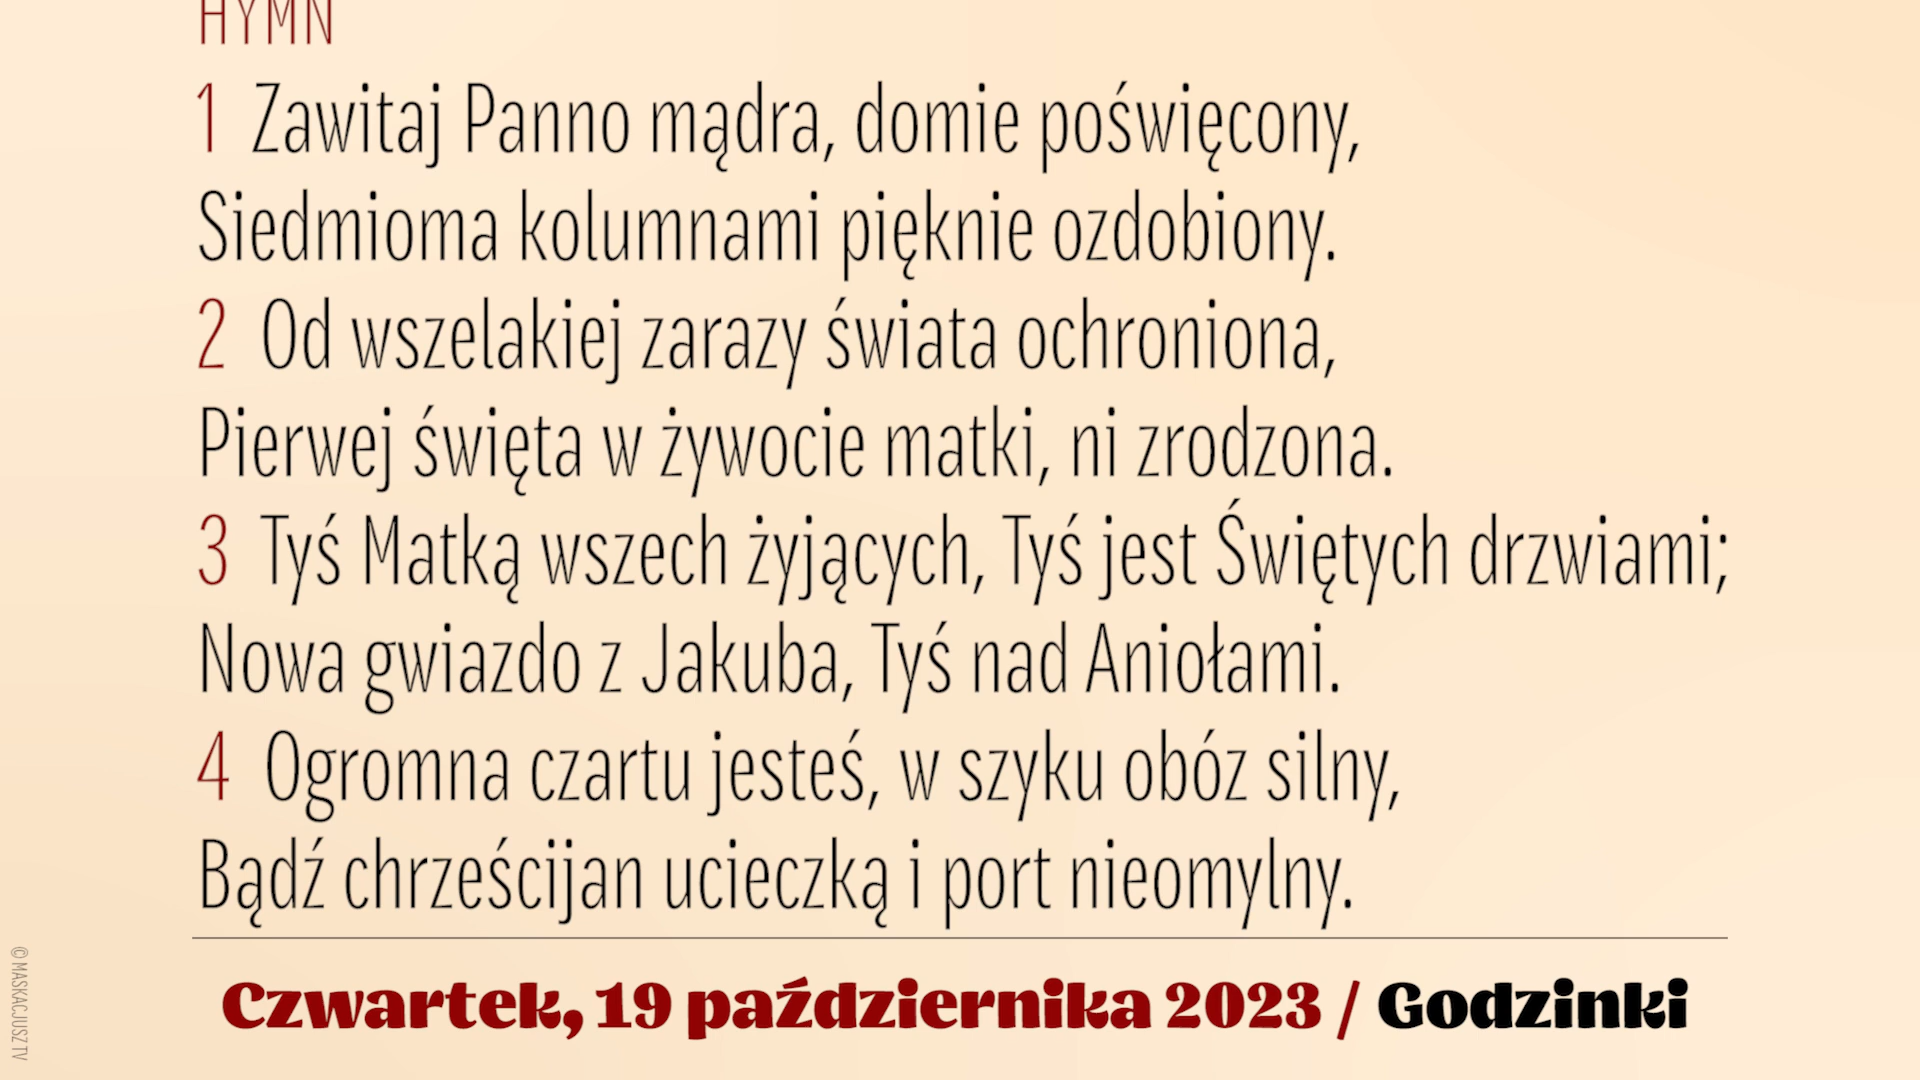 HYMN
1 Zawitaj Panno mądra, domie poświęcony,
Siedmioma kolumnami pięknie ozdobiony.
2 Od wszelakiej zarazy świata ochroniona,
Pierwej święta w żywocie matki, ni zrodzona.
3 Tyś Matką wszech żyjących, Tyś jest Świętych drzwiami;
Nowa gwiazdo z Jakuba, Tyś nad Aniołami.
4 Ogromna czartu jesteś, w szyku obóz silny,
Bądź chrześcijan ucieczką i port nieomylny.
Czwartek, 19 października 2023 / Godzinki
© MASKACJUSZ TV